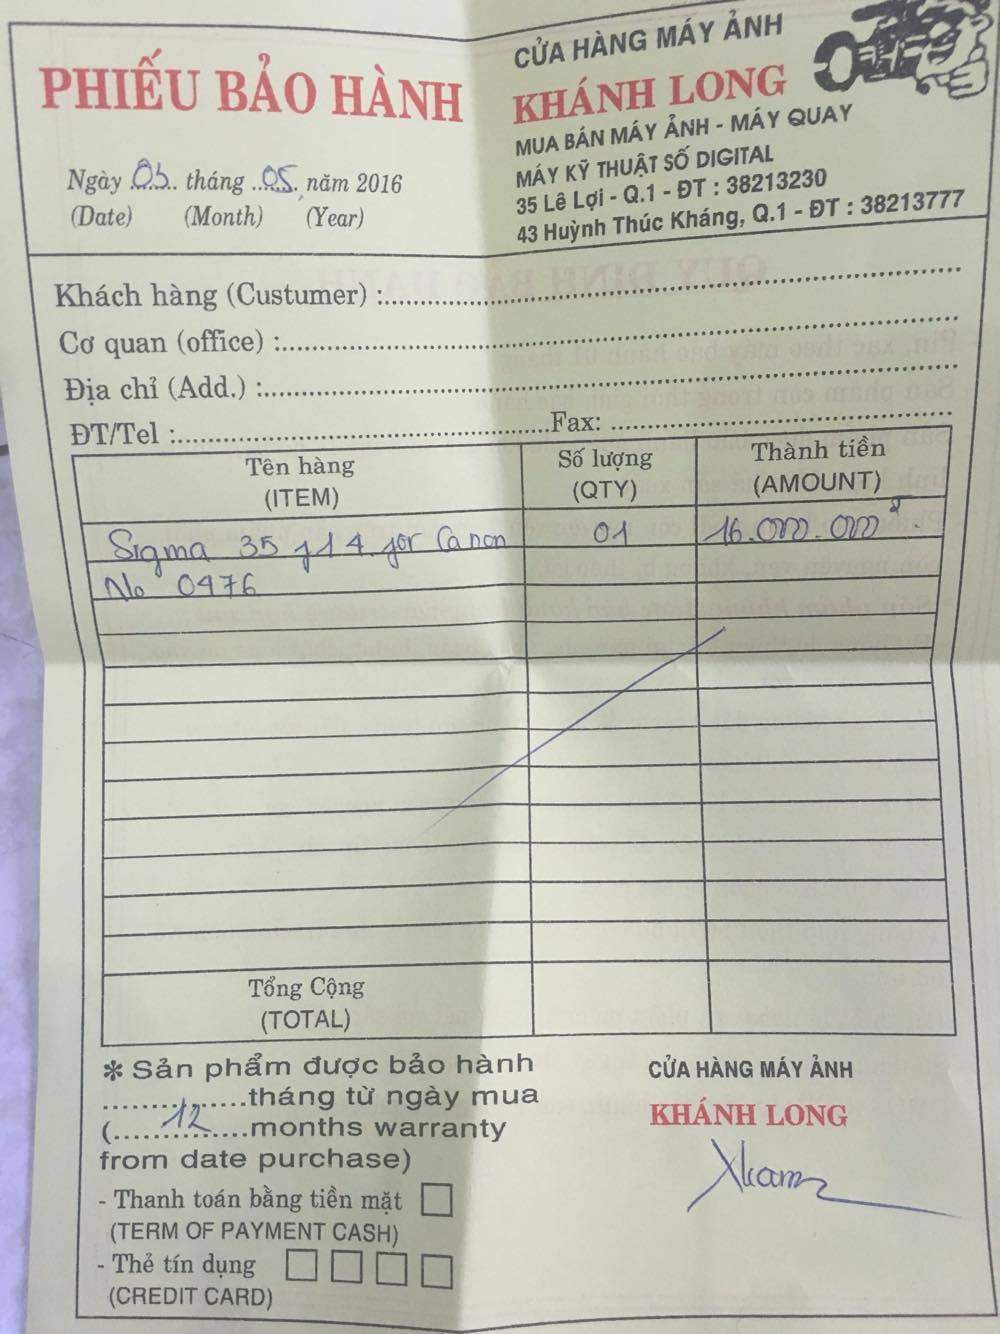 PHIẾU BẢO HÀNH
Ngày 03 tháng 05 năm 2016
(Date) (Month) (Year)
CỬA HÀNG MÁY ẢNH
KHÁNH LONG
MUA BÁN MÁY ẢNH - MÁY QUAY
MÁY KỸ THUẬT SỐ DIGITAL
35 Lê Lợi - Q.1 - ĐT : 38213230
43 Huỳnh Thúc Kháng, Q.1 - ĐT : 38213777
Khách hàng (Custumer) :
Cơ quan (office) :
Địa chỉ (Add.) :
ĐT/Tel : Fax:
Tên hàng Số lượng Thành tiền
(ITEM) (QTY) (AMOUNT)
Sigma 35 f14 for Canon 01 16.000.000đ
No 0476
Tổng Cộng
(TOTAL)
* Sản phẩm được bảo hành
tháng từ ngày mua
(12 months warranty
from date purchase)
- Thanh toán bằng tiền mặt
(TERM OF PAYMENT CASH)
- Thẻ tín dụng
(CREDIT CARD)
CỬA HÀNG MÁY ẢNH
KHÁNH LONG